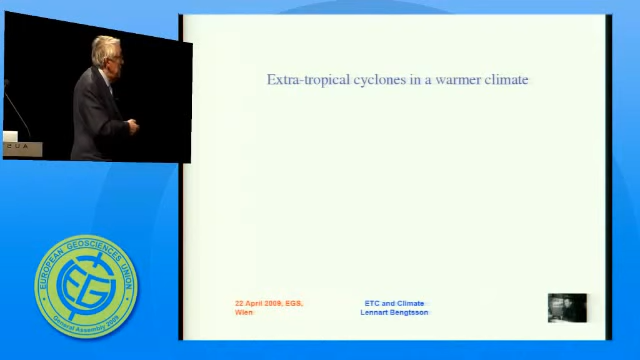 Extra-tropical cyclones in a warmer climate
EUROPEAN GEOSCIENCES UNION
EGU
General Assembly 2009
22 April 2009, EGS,
Wien
ETC and Climate
Lennart Bengtsson